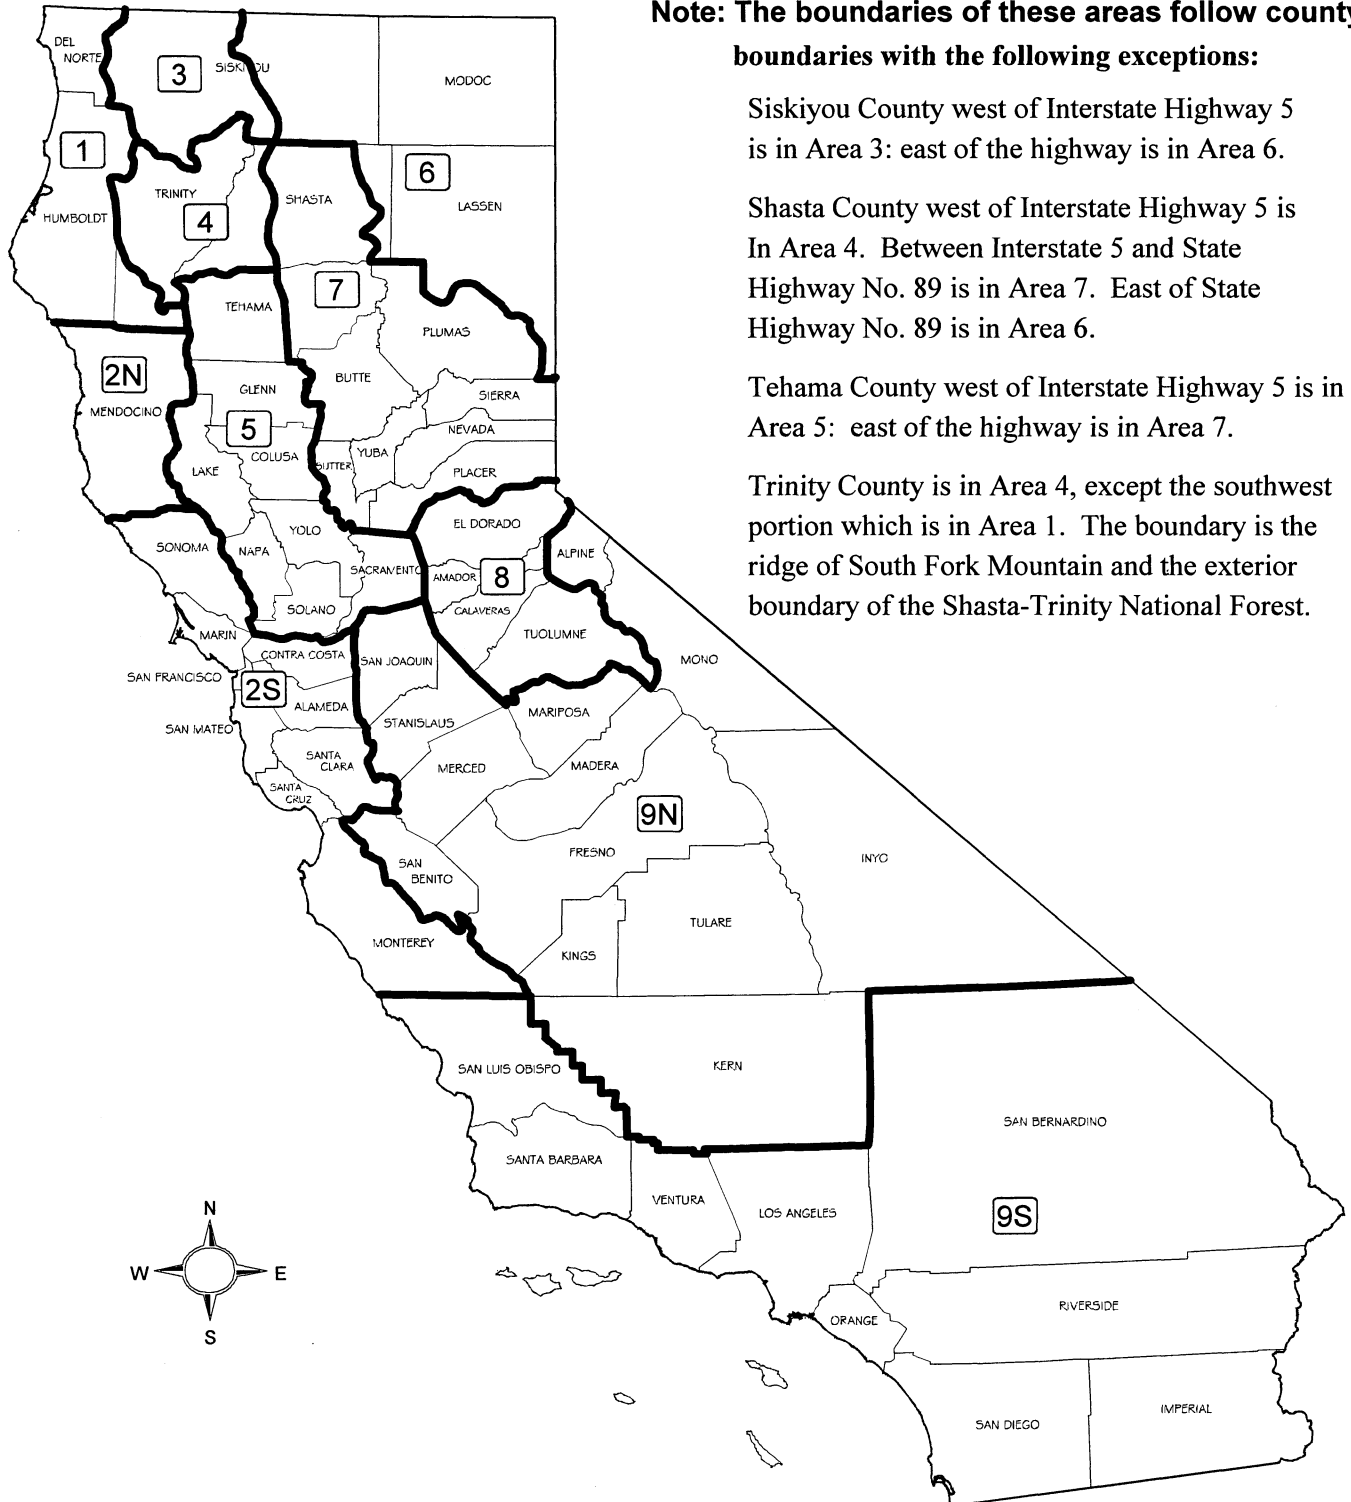 Note: The boundaries of these areas follow county
boundaries with the following exceptions:
Siskiyou County west of Interstate Highway 5
is in Area 3: east of the highway is in Area 6.
Shasta County west of Interstate Highway 5 is
In Area 4. Between Interstate 5 and State
Highway No. 89 is in Area 7. East of State
Highway No. 89 is in Area 6.
Tehama County west of Interstate Highway 5 is in
Area 5: east of the highway is in Area 7.
Trinity County is in Area 4, except the southwest
portion which is in Area 1. The boundary is the
ridge of South Fork Mountain and the exterior
boundary of the Shasta-Trinity National Forest.
DEL
NORTE
3
SISKIYOU
MODOC
1
6
TRINITY
4
SHASTA
LASSEN
HUMBOLDT
7
TEHAMA
PLUMAS
2N
BUTTE
GLENN
SIERRA
MENDOCINO
5
NEVADA
COLUSA
YUBA
LAKE
SUTTER
PLACER
EL DORADO
YOLO
SONOMA
NAPA
ALPINE
SACRAMENTO
AMADOR
8
SOLANO
CALAVERAS
MARIN
TUOLUMNE
CONTRA COSTA
SAN JOAQUIN
MONO
SAN FRANCISCO
2S
ALAMEDA
MARIPOSA
STANISLAUS
SAN MATEO
SANTA
CLARA
MERCED
MADERA
SANTA
CRUZ
9N
FRESNO
INYO
SAN
BENITO
TULARE
MONTEREY
KINGS
SAN LUIS OBISPO
KERN
SAN BERNARDINO
SANTA BARBARA
VENTURA
LOS ANGELES
9S
N
W
E
S
RIVERSIDE
ORANGE
SAN DIEGO
IMPERIAL